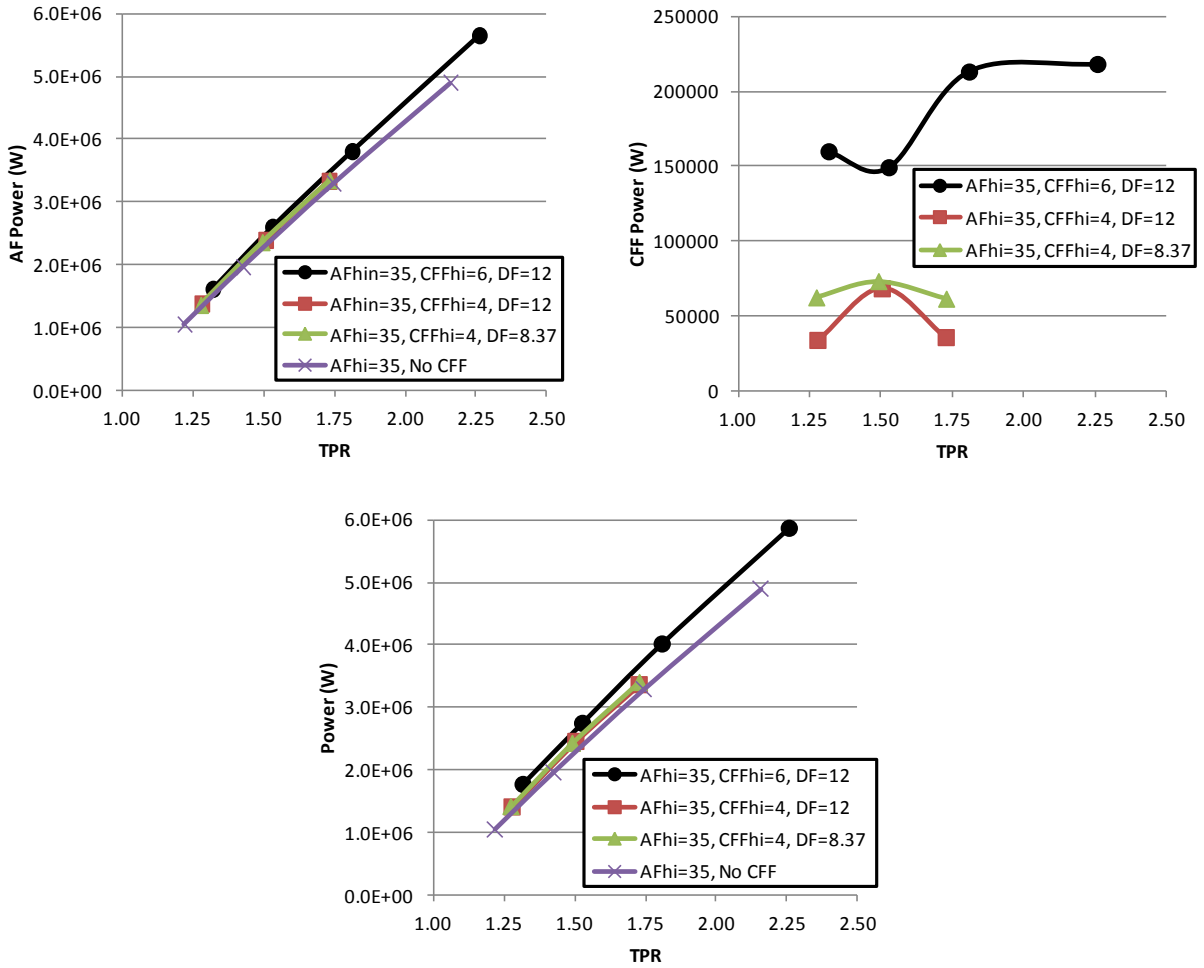 6.0E+06
5.0E+06
4.0E+06
3.0E+06
2.0E+06
1.0E+06
0.0E+00
AF Power (W)
1.00 1.25 1.50 1.75 2.00 2.25 2.50
TPR
AFhin=35, CFFhi=6, DF=12
AFhin=35, CFFhi=4, DF=12
AFhi=35, CFFhi=4, DF=8.37
AFhi=35, No CFF
250000
200000
150000
100000
50000
0
CFF Power (W)
1.00 1.25 1.50 1.75 2.00 2.25 2.50
TPR
AFhi=35, CFFhi=6, DF=12
AFhi=35, CFFhi=4, DF=12
AFhi=35, CFFhi=4, DF=8.37
6.0E+06
5.0E+06
4.0E+06
3.0E+06
2.0E+06
1.0E+06
0.0E+00
Power (W)
1.00 1.25 1.50 1.75 2.00 2.25 2.50
TPR
AFhi=35, CFFhi=6, DF=12
AFhi=35, CFFhi=4, DF=12
AFhi=35, CFFhi=4, DF=8.37
AFhi=35, No CFF